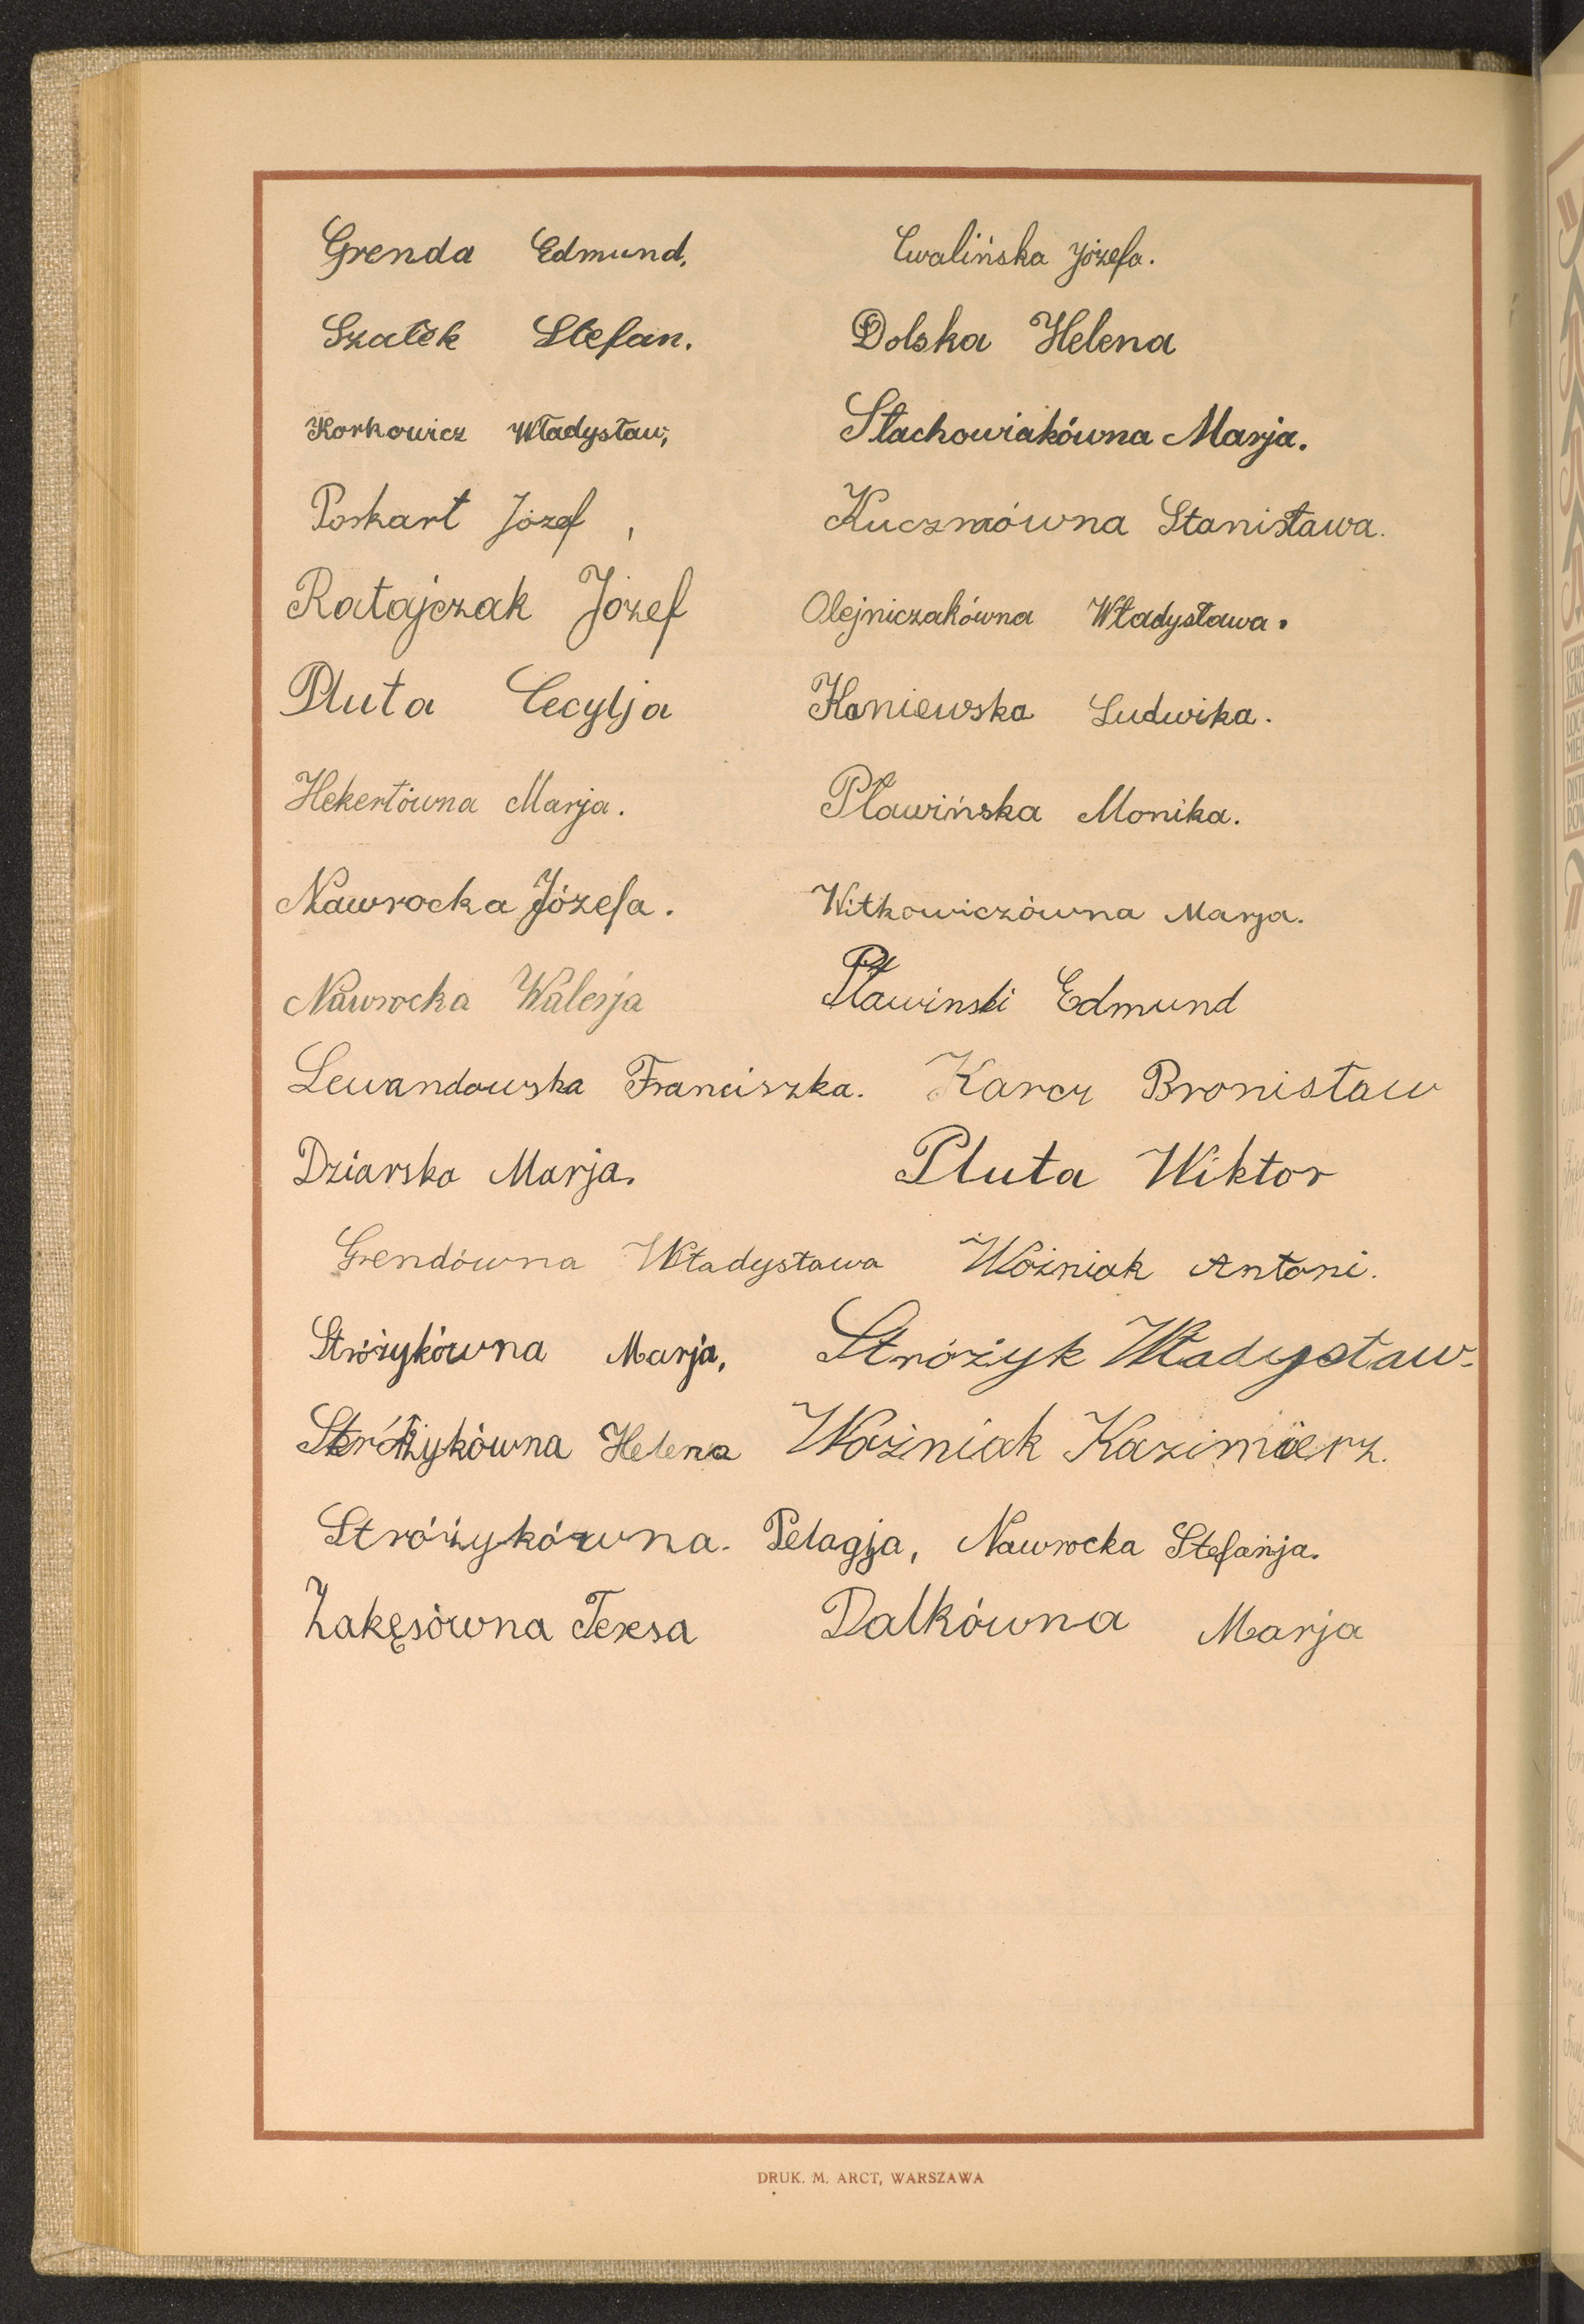 Grenda Edmund, Cwalińska Józefa.
Szałek Stefan. Dolska Helena
Korkowicz Władysław, Stachowiakówna Marja.
Poskart Józef , Kuczmówna Stanisława.
Ratajczak Józef Olejniczakówna Władysława.
Pluta Cecylja Kaniewska Ludwika.
Hekertówna Marja. Pławińska Monika.
Nawrocka Józefa. Witkowiczówna Marja.
Nawrocka Walerja Pławinski Edmund
Lewandowska Franciszka. Karcz Bronisław
Dziarska Marja. Pluta Wiktor
Grendówna Władysława Woźniak Antoni.
Stróżykówna Marja, Stróżyk Władysław.
Stróżykówna Helena Woźniak Kazimierz.
Stróżykówna. Pelagja, Nawrocka Stefanja.
Zakęsówna Teresa Dalkówna Marja
DRUK. M. ARCT, WARSZAWA